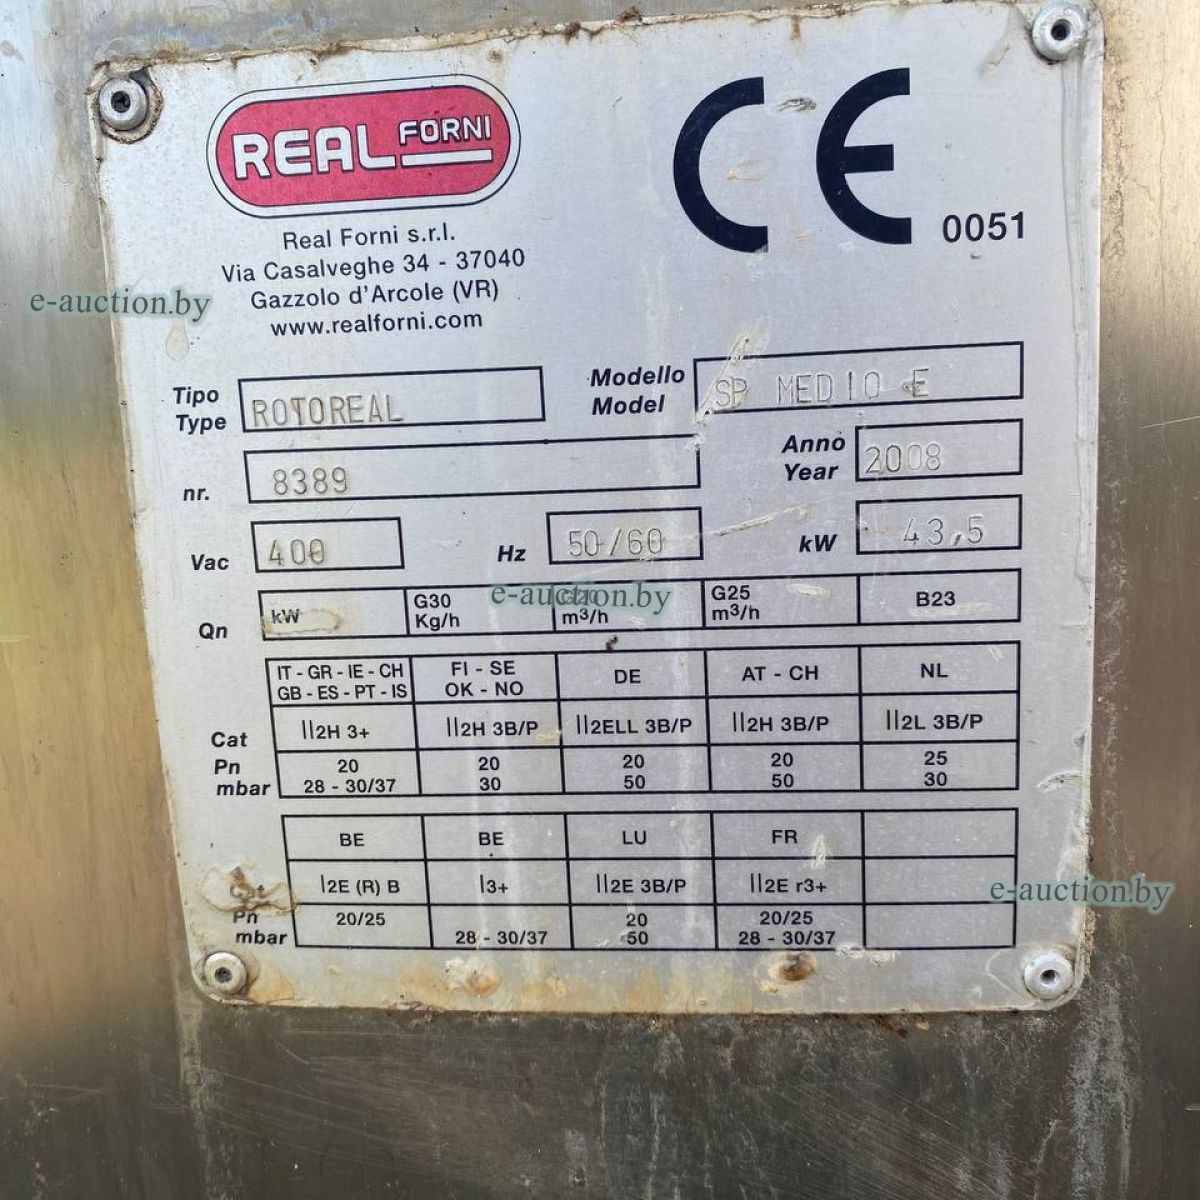 REAL FORNI
CE 0051
Real Forni s.r.l.
Via Casalveghe 34 - 37040
Gazzolo d'Arcole (VR)
www.realforni.com
e-auction.by
Tipo
Type ROTOREAL
Modello
Model SP MEDIO E
nr. 8389
Anno
Year 2008
Vac 400 Hz 50/60 kW 43,5
e-auction.by
Qn kW G30 G25 B23
Kg/h m³/h m³/h
IT - GR - IE - CH FI - SE DE AT - CH NL
GB - ES - PT - IS OK - NO
Cat II2H 3+ II2H 3B/P II2ELL 3B/P II2H 3B/P II2L 3B/P
Pn 20 20 20 20 25
mbar 28 - 30/37 30 50 50 30
BE BE LU FR
Cat I2E (R) B I3+ II2E 3B/P II2E r3+
e-auction.by
Pn 20/25 20 20/25
mbar 28 - 30/37 50 28 - 30/37